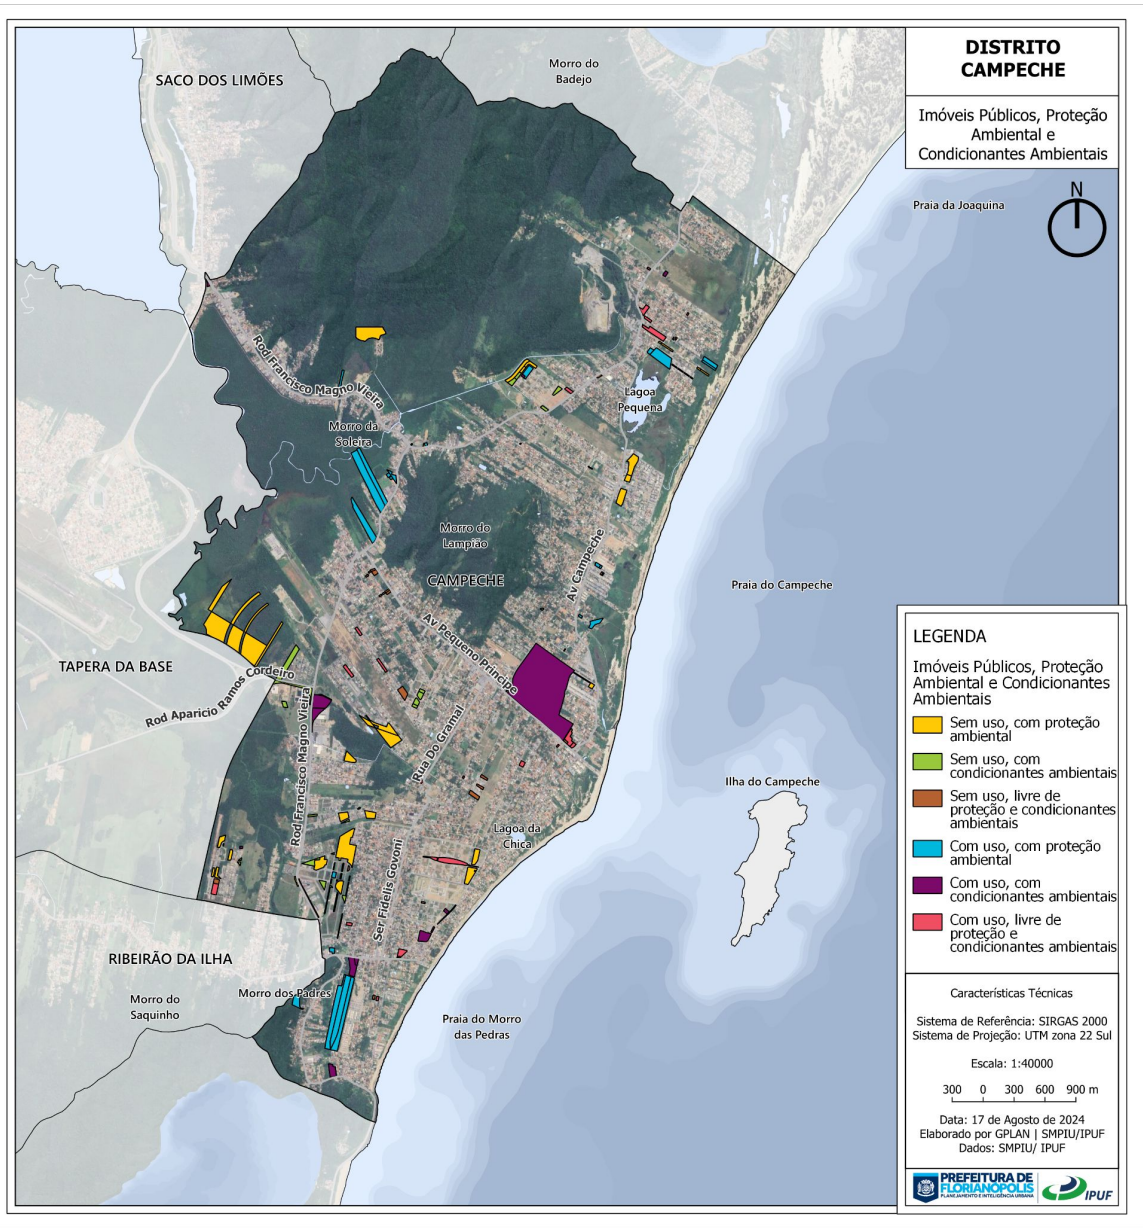 DISTRITO
CAMPECHE
Imóveis Públicos, Proteção
Ambiental e
Condicionantes Ambientais
N
SACO DOS LIMÕES
Morro do
Badejo
Praia da Joaquina
Rod Francisco Magno Vieira
Lagoa
Pequena
Morro da
Soleira
Morro do
Lampião
CAMPECHE
Av Campeche
Praia do Campeche
Av Pequeno Principe
TAPERA DA BASE
Rod Aparicio Ramos Cordeiro
Rod Francisco Magno Vieira
Rua Do Gramal
Ilha do Campeche
Lagoa da
Chica
Ser Fidelis Govoni
RIBEIRÃO DA ILHA
Morro dos Padres
Morro do
Saquinho
Praia do Morro
das Pedras
LEGENDA
Imóveis Públicos, Proteção
Ambiental e Condicionantes
Ambientais
Sem uso, com proteção
ambiental
Sem uso, com
condicionantes ambientais
Sem uso, livre de
proteção e condicionantes
ambientais
Com uso, com proteção
ambiental
Com uso, com
condicionantes ambientais
Com uso, livre de
proteção e
condicionantes ambientais
Características Técnicas
Sistema de Referência: SIRGAS 2000
Sistema de Projeção: UTM zona 22 Sul
Escala: 1:40000
300 0 300 600 900 m
Data: 17 de Agosto de 2024
Elaborado por GPLAN | SMPIU/IPUF
Dados: SMPIU/ IPUF
PREFEITURA DE
FLORIANÓPOLIS
PLANEJAMENTO E INTELIGÊNCIA URBANA
IPUF